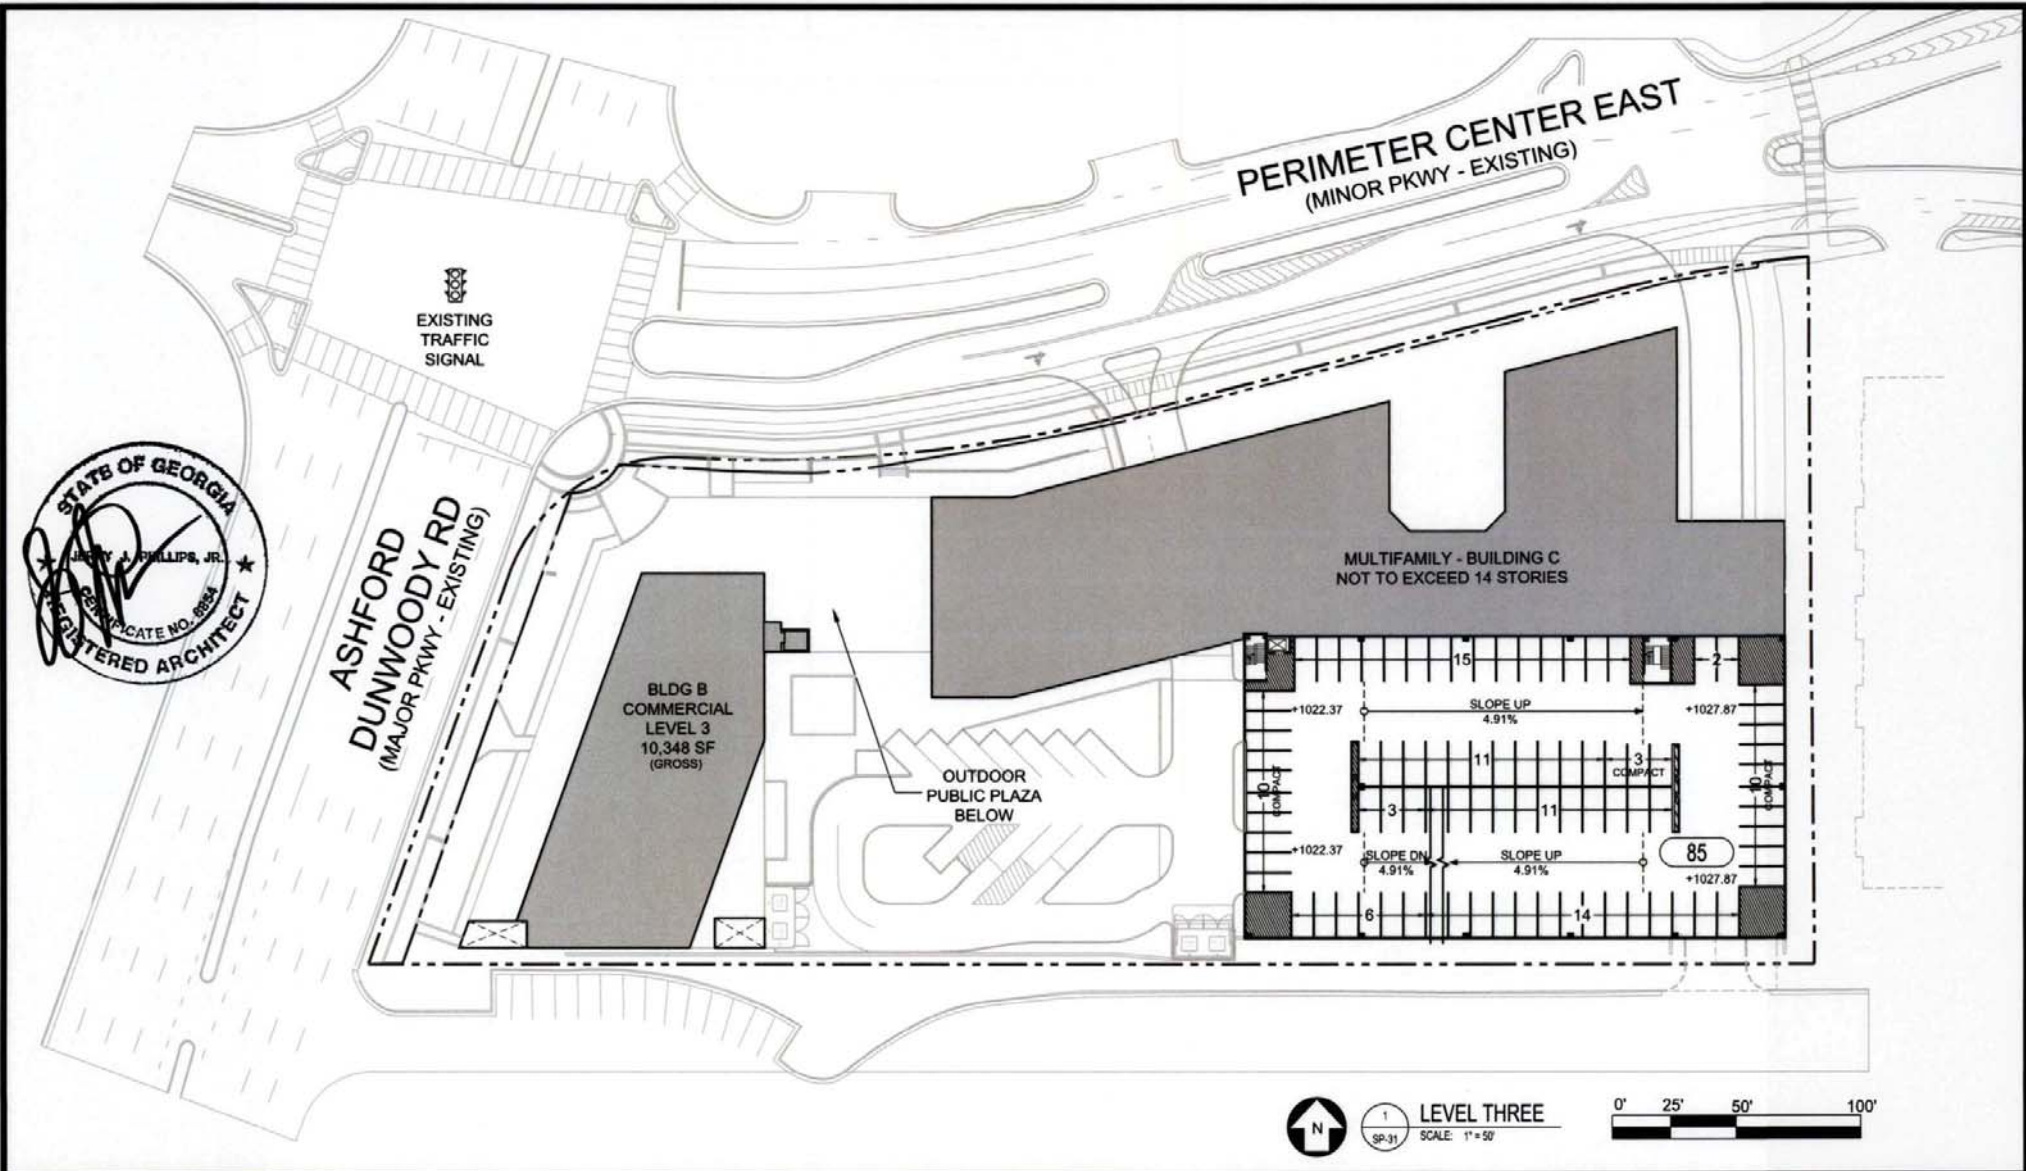 PERIMETER CENTER EAST
(MINOR PKWY - EXISTING)
EXISTING
TRAFFIC
SIGNAL
STATE OF GEORGIA
PHILLIPS, JR.
REGISTERED ARCHITECT
ASHFORD
DUNWOODY RD
(MAJOR PKWY - EXISTING)
MULTIFAMILY - BUILDING C
NOT TO EXCEED 14 STORIES
BLDG B
COMMERCIAL
LEVEL 3
10,348 SF
(GROSS)
OUTDOOR
PUBLIC PLAZA
BELOW
15
2
+1022.37
SLOPE UP
4.91%
+1027.87
11
3
COMPACT
10
COMPACT
10
COMPACT
3
11
+1022.37
SLOPE DN
4.91%
SLOPE UP
4.91%
85
+1027.87
6
14
N
1
SP-31
LEVEL THREE
SCALE: 1" = 50'
0' 25' 50' 100'